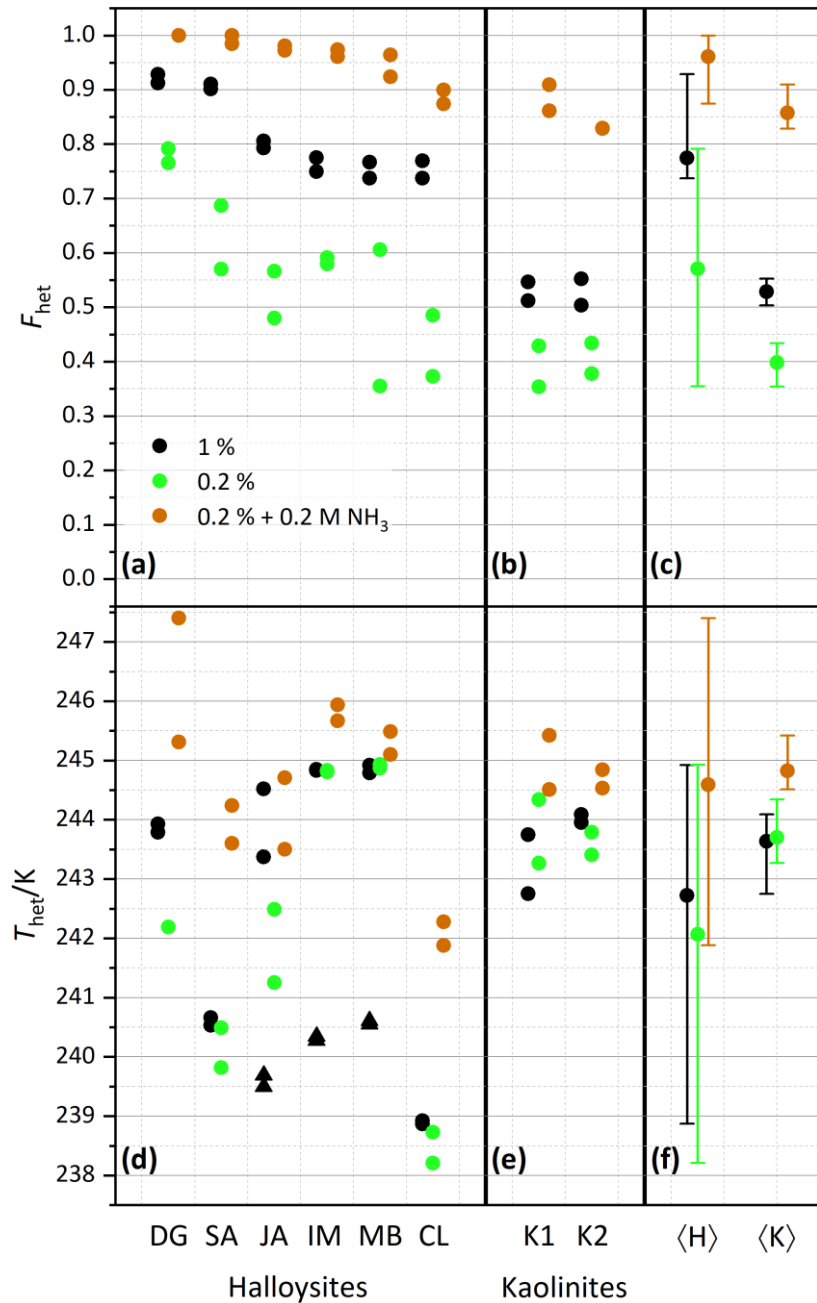 1.0
0.9
0.8
0.7
0.6
0.5
0.4
0.3
0.2
0.1
0.0
F_het
1 %
0.2 %
0.2 % + 0.2 M NH₃
(a)
(b)
(c)
247
246
245
244
243
242
241
240
239
238
T_het/K
(d)
(e)
(f)
DG SA JA IM MB CL K1 K2 ⟨H⟩ ⟨K⟩
Halloysites Kaolinites